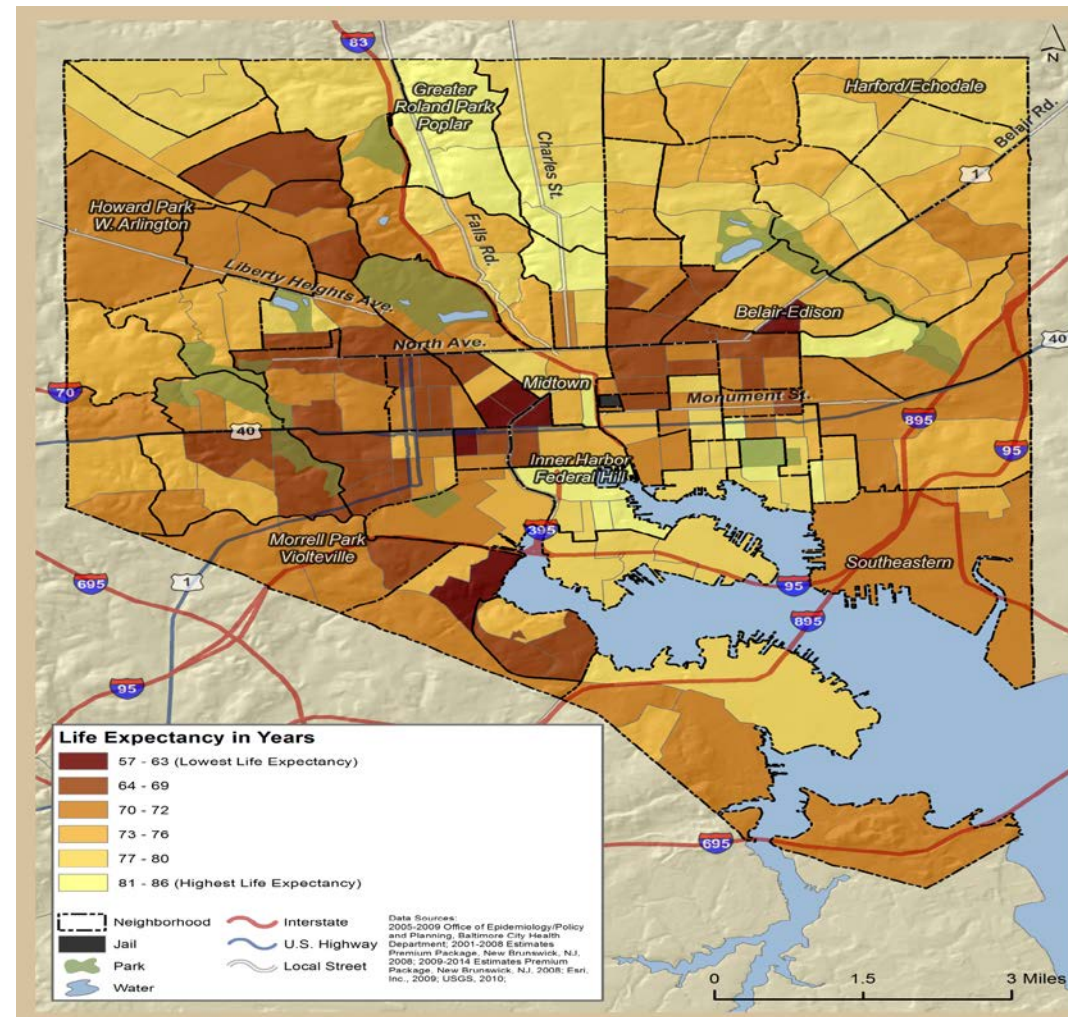 83
N
Greater
Roland Park
Poplar
Harford/Echodale
Belair Rd.
Charles St.
1
Howard Park
W. Arlington
Falls Rd.
Liberty Heights Ave.
Belair-Edison
North Ave.
40
Midtown
70
Monument St.
895
40
95
Inner Harbor
Federal Hill
395
Morrell Park
Violteville
Southeastern
695
1
95
895
95
Life Expectancy in Years
57 - 63 (Lowest Life Expectancy)
64 - 69
70 - 72
73 - 76
77 - 80
81 - 86 (Highest Life Expectancy)
695
Neighborhood
Jail
Park
Water
Interstate
U.S. Highway
Local Street
Data Sources:
2005-2009 Office of Epidemiology/Policy
and Planning, Baltimore City Health
Department; 2001-2008 Estimates
Premium Package, New Brunswick, NJ,
2008; 2009-2014 Estimates Premium
Package, New Brunswick, NJ, 2008; Esri,
Inc., 2009; USGS, 2010;
0 1.5 3 Miles